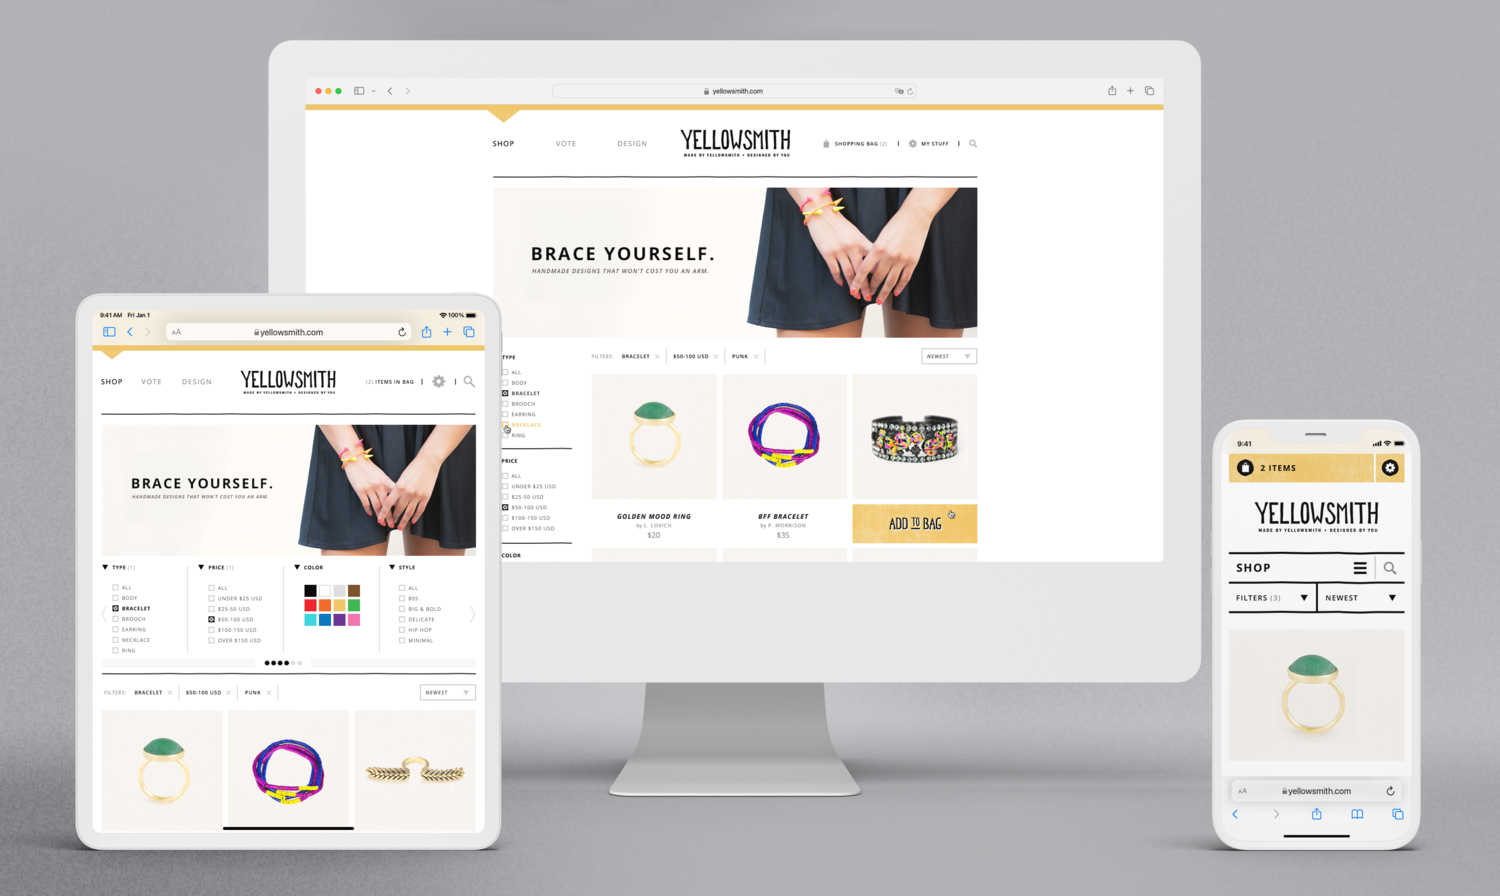 yellowsmith.com
SHOP
VOTE
DESIGN
YELLOWSMITH
MADE BY YELLOWSMITH • DESIGNED BY YOU
SHOPPING BAG (2)
MY STUFF
BRACE YOURSELF.
HANDMADE DESIGNS THAT WON'T COST YOU AN ARM.
TYPE
ALL
BODY
BRACELET
BROOCH
EARRING
NECKLACE
RING
PRICE
ALL
UNDER $25 USD
$25-50 USD
$50-100 USD
$100-150 USD
OVER $150 USD
COLOR
FILTERS: BRACELET $50-100 USD PUNK
NEWEST
GOLDEN MOOD RING
by L. LOVICH
$20
BFF BRACELET
by P. MORRISON
$35
ADD TO BAG
9:41 AM Fri Jan 1
100%
AA
yellowsmith.com
SHOP
VOTE
DESIGN
YELLOWSMITH
MADE BY YELLOWSMITH • DESIGNED BY YOU
(2) ITEMS IN BAG
BRACE YOURSELF.
HANDMADE DESIGNS THAT WON'T COST YOU AN ARM.
TYPE (1)
ALL
BODY
BRACELET
BROOCH
EARRING
NECKLACE
RING
PRICE (1)
ALL
UNDER $25 USD
$25-50 USD
$50-100 USD
$100-150 USD
OVER $150 USD
COLOR
STYLE
ALL
80S
BIG & BOLD
DELICATE
HIP HOP
MINIMAL
FILTERS: BRACELET $50-100 USD PUNK
NEWEST
9:41
2 ITEMS
YELLOWSMITH
MADE BY YELLOWSMITH • DESIGNED BY YOU
SHOP
FILTERS (3)
NEWEST
AA
yellowsmith.com